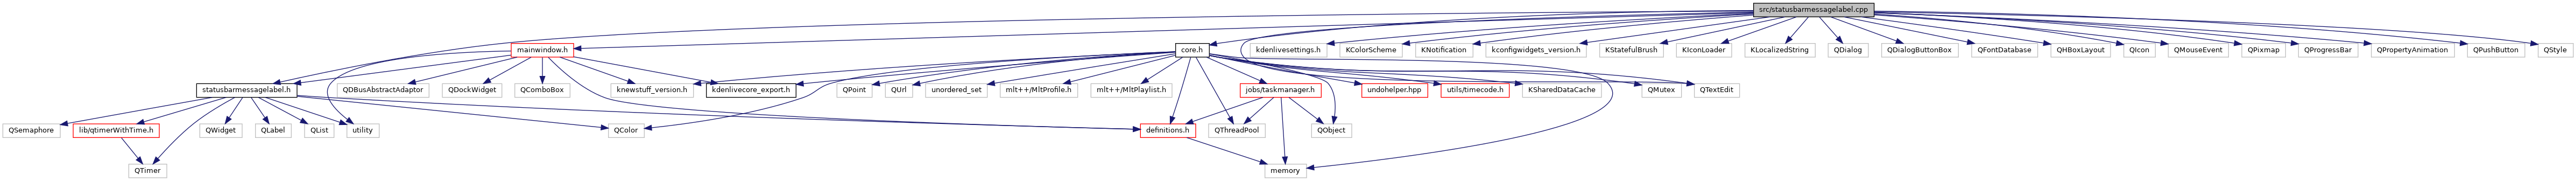 src/statusbarmessagelabel.cpp
mainwindow.h
core.h
kdenlivesettings.h
KColorScheme
KNotification
kconfigwidgets_version.h
KStatefulBrush
KIconLoader
KLocalizedString
QDialog
QDialogButtonBox
QFontDatabase
QHBoxLayout
QIcon
QMouseEvent
QPixmap
QProgressBar
QPropertyAnimation
QPushButton
QStyle
statusbarmessagelabel.h
QDBusAbstractAdaptor
QDockWidget
QComboBox
knewstuff_version.h
kdenlivecore_export.h
QPoint
QUrl
unordered_set
mlt++/MltProfile.h
mlt++/MltPlaylist.h
jobs/taskmanager.h
undohelper.hpp
utils/timecode.h
KSharedDataCache
QMutex
QTextEdit
QSemaphore
lib/qtimerWithTime.h
QWidget
QLabel
QList
utility
QColor
definitions.h
QThreadPool
QObject
QTimer
memory